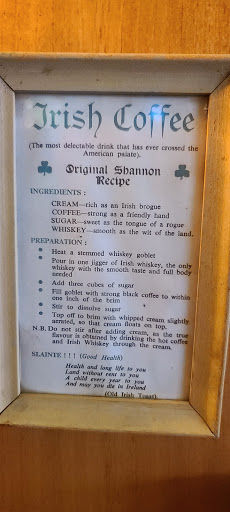 Irish Coffee
(The most delectable drink that has ever crossed the
American palate).
Original Shannon
Recipe
INGREDIENTS :
CREAM—rich as an Irish brogue
COFFEE—strong as a friendly hand
SUGAR—sweet as the tongue of a rogue
WHISKEY—smooth as the wit of the land.
PREPARATION :
Heat a stemmed whiskey goblet
Pour in one jigger of Irish whiskey, the only
whiskey with the smooth taste and full body
needed
Add three cubes of sugar
Fill goblet with strong black coffee to within
one inch of the brim
Stir to dissolve sugar
Top off to brim with whipped cream slightly
aerated, so that cream floats on top.
N.B. Do not stir after adding cream, as the true
flavour is obtained by drinking the hot coffee
and Irish Whiskey through the cream.
SLAINTE ! ! ! (Good Health)
Health and long life to you
Land without rent to you
A child every year to you
And may you die in Ireland
(Old Irish Toast).